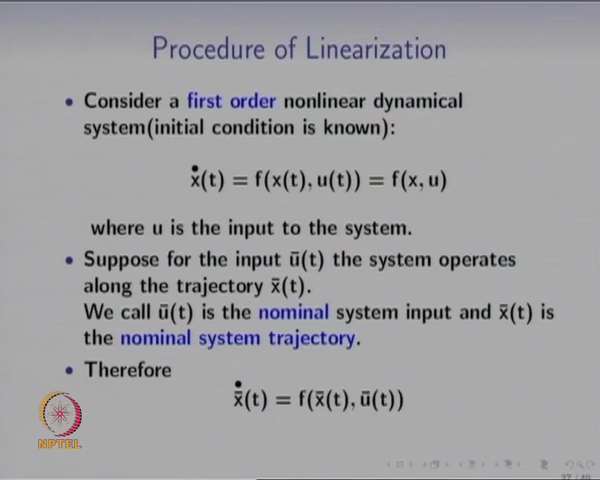 Procedure of Linearization
• Consider a first order nonlinear dynamical
system(initial condition is known):
ẋ(t) = f(x(t), u(t)) = f(x, u)
where u is the input to the system.
• Suppose for the input ū(t) the system operates
along the trajectory x̄(t).
We call ū(t) is the nominal system input and x̄(t) is
the nominal system trajectory.
• Therefore
x̄̇(t) = f(x̄(t), ū(t))
NPTEL